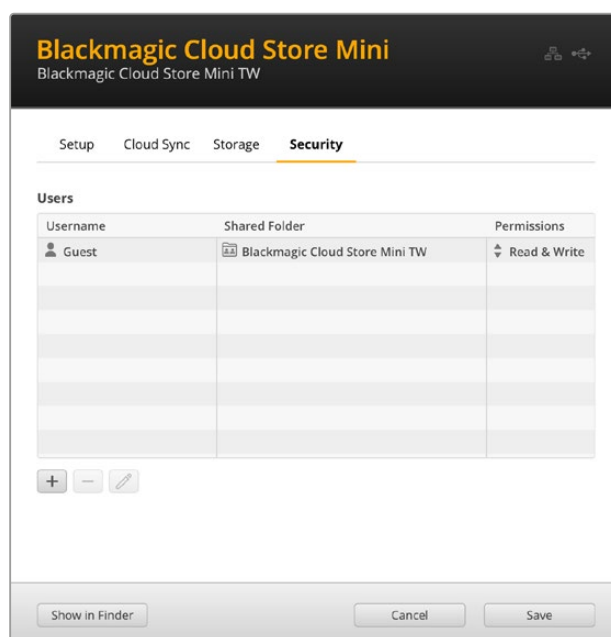 Blackmagic Cloud Store Mini
Blackmagic Cloud Store Mini TW
Setup Cloud Sync Storage Security
Users
Username Shared Folder Permissions
Guest Blackmagic Cloud Store Mini TW Read & Write
Show in Finder Cancel Save